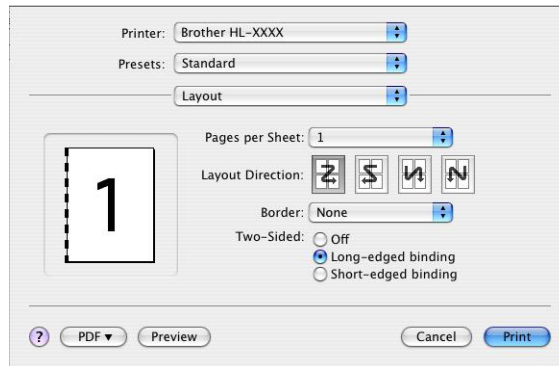 Printer: Brother HL-XXXX
Presets: Standard
Layout
Pages per Sheet: 1
Layout Direction:
Border: None
Two-Sided: Off
Long-edged binding
Short-edged binding
1
? PDF▼ Preview Cancel Print